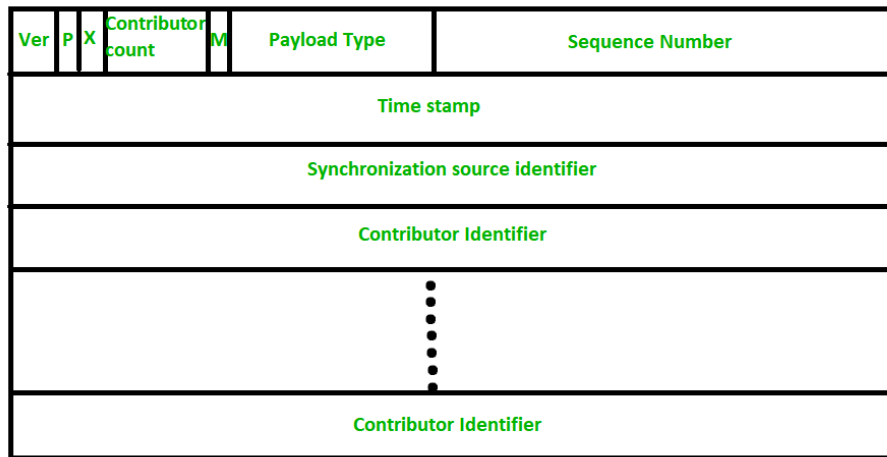 Ver P X Contributor count M Payload Type Sequence Number
Time stamp
Synchronization source identifier
Contributor Identifier
Contributor Identifier